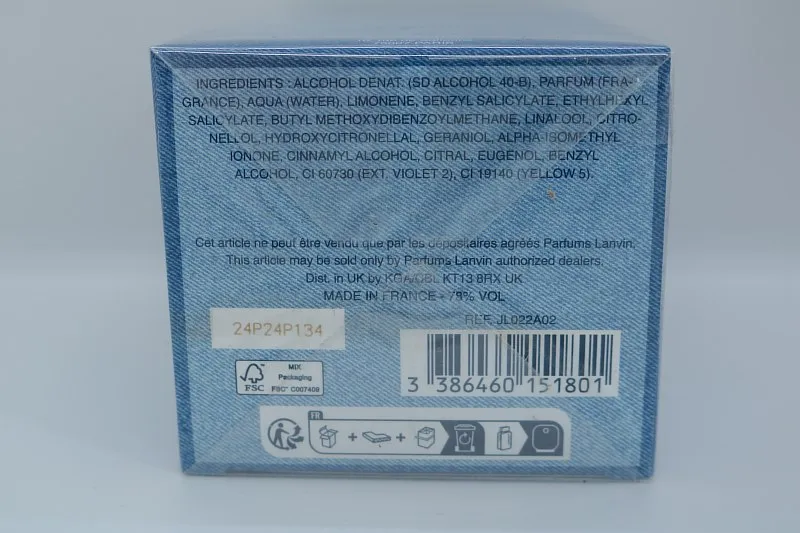 INGREDIENTS : ALCOHOL DENAT. (SD ALCOHOL 40-B), PARFUM (FRA-
GRANCE), AQUA (WATER), LIMONENE, BENZYL SALICYLATE, ETHYLHEXYL
SALICYLATE, BUTYL METHOXYDIBENZOYLMETHANE, LINALOOL, CITRO-
NELLOL, HYDROXYCITRONELLAL, GERANIOL, ALPHA-ISOMETHYL
IONONE, CINNAMYL ALCOHOL, CITRAL, EUGENOL, BENZYL
ALCOHOL, CI 60730 (EXT. VIOLET 2), CI 19140 (YELLOW 5).
Cet article ne peut être vendu que par les dépositaires agréés Parfums Lanvin.
This article may be sold only by Parfums Lanvin authorized dealers.
Dist. in UK by KGA/CBL KT13 8RX UK
MADE IN FRANCE - 78% VOL
REF. JL022A02
24P24P134
MIX
Packaging
FSC
FSC® C007409
3 386460 151801
FR